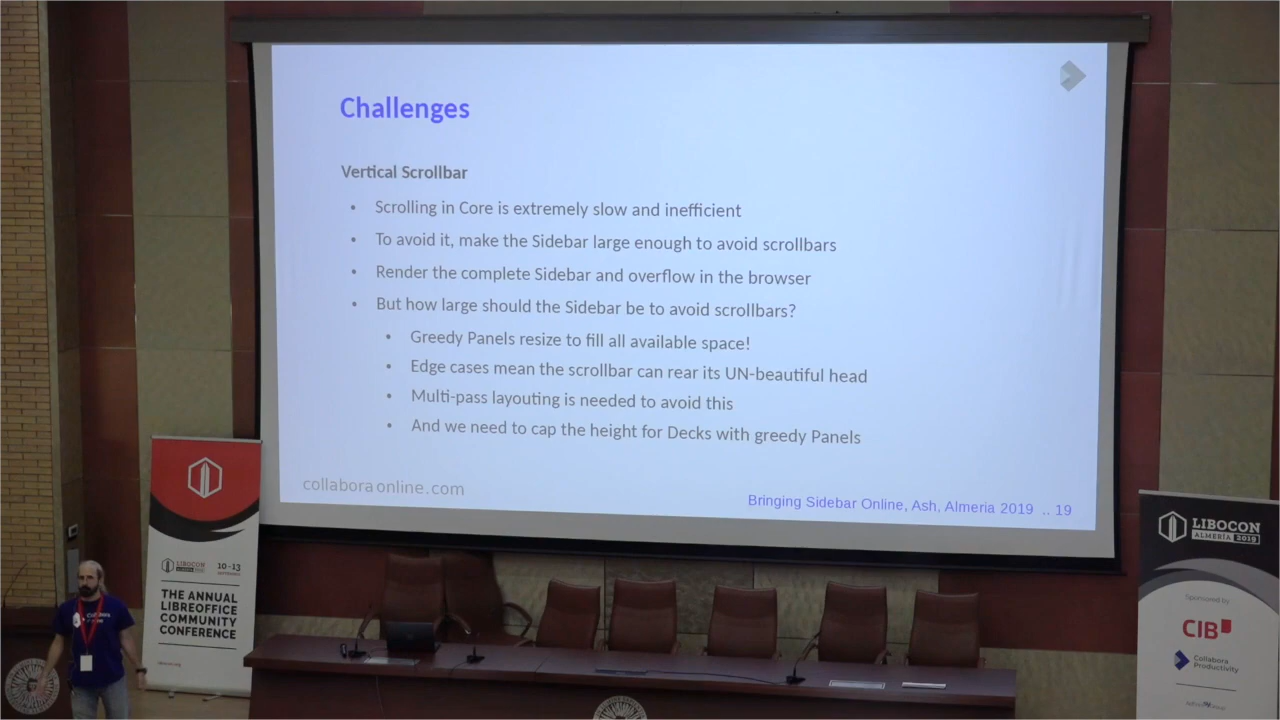 Challenges
Vertical Scrollbar
• Scrolling in Core is extremely slow and inefficient
• To avoid it, make the Sidebar large enough to avoid scrollbars
• Render the complete Sidebar and overflow in the browser
• But how large should the Sidebar be to avoid scrollbars?
• Greedy Panels resize to fill all available space!
• Edge cases mean the scrollbar can rear its UN-beautiful head
• Multi-pass layouting is needed to avoid this
• And we need to cap the height for Decks with greedy Panels
collaboraonline.com
Bringing Sidebar Online, Ash, Almeria 2019 .. 19
LIBOCON
10-13
THE ANNUAL
LIBREOFFICE
COMMUNITY
CONFERENCE
LIBOCON
ALMERÍA 2019
Sponsored by
CIB
Collabora
Productivity